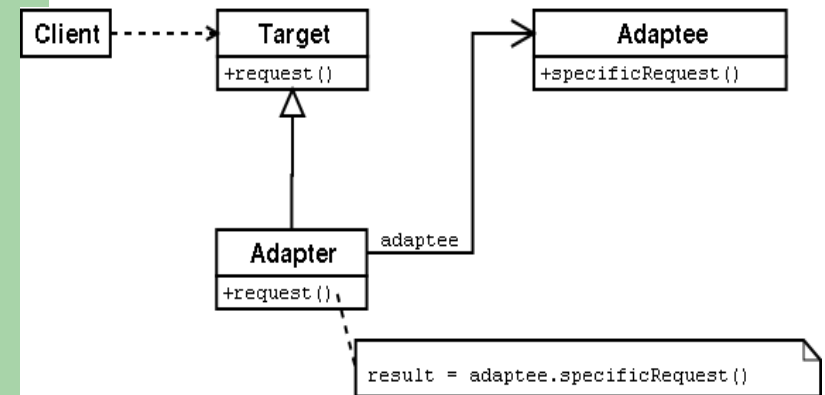 Client
Target
+request()
Adaptee
+specificRequest()
Adapter
+request()
adaptee
result = adaptee.specificRequest()